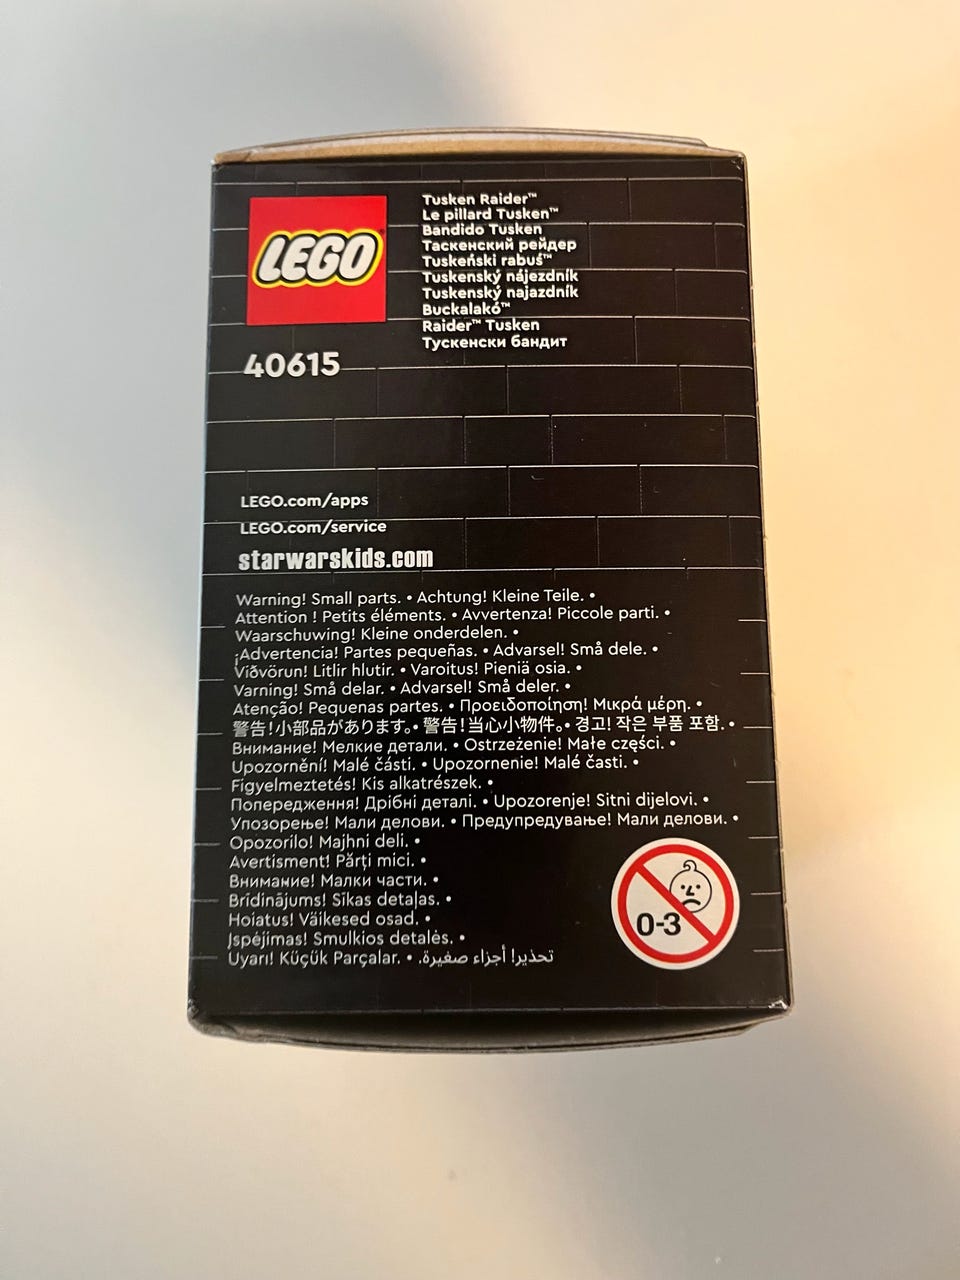 LEGO®
Tusken Raider™
Le pillard Tusken™
Bandido Tusken
Таскенский рейдер
Tuskeński rabuś™
Tuskenský nájezdník
Tuskenský najazdník
Buckalakó™
Raider™ Tusken
Тускенски бандит
40615
LEGO.com/apps
LEGO.com/service
starwarskids.com
Warning! Small parts. • Achtung! Kleine Teile. •
Attention ! Petits éléments. • Avvertenza! Piccole parti. •
Waarschuwing! Kleine onderdelen. •
¡Advertencia! Partes pequeñas. • Advarsel! Små dele. •
Viðvörun! Litlir hlutir. • Varoitus! Pieniä osia. •
Varning! Små delar. • Advarsel! Små deler. •
Atenção! Pequenas partes. • Προειδοποίηση! Μικρά μέρη. •
警告!小部品があります。• 警告!当心小物件。• 경고! 작은 부품 포함. •
Внимание! Мелкие детали. • Ostrzeżenie! Małe części. •
Upozornění! Malé části. • Upozornenie! Malé časti. •
Figyelmeztetés! Kis alkatrészek. •
Попередження! Дрібні деталі. • Upozorenje! Sitni dijelovi. •
Упозорење! Мали делови. • Предупредување! Мали делови. •
Opozorilo! Majhni deli. •
Avertisment! Părți mici. •
Внимание! Малки части. •
Brīdinājums! Sīkas detaļas. •
Hoiatus! Väikesed osad. •
Įspėjimas! Smulkios detalės. •
Uyarı! Küçük Parçalar. • تحذير! أجزاء صغيرة.
0-3